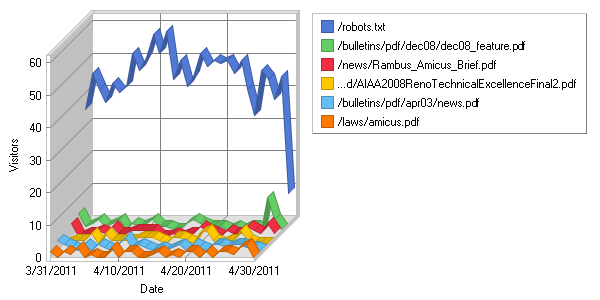 /robots.txt
/bulletins/pdf/dec08/dec08_feature.pdf
/news/Rambus_Amicus_Brief.pdf
...d/AIAA2008RenoTechnicalExcellenceFinal2.pdf
/bulletins/pdf/apr03/news.pdf
/laws/amicus.pdf
60
50
40
30
20
10
0
Visitors
3/31/2011 4/10/2011 4/20/2011 4/30/2011
Date